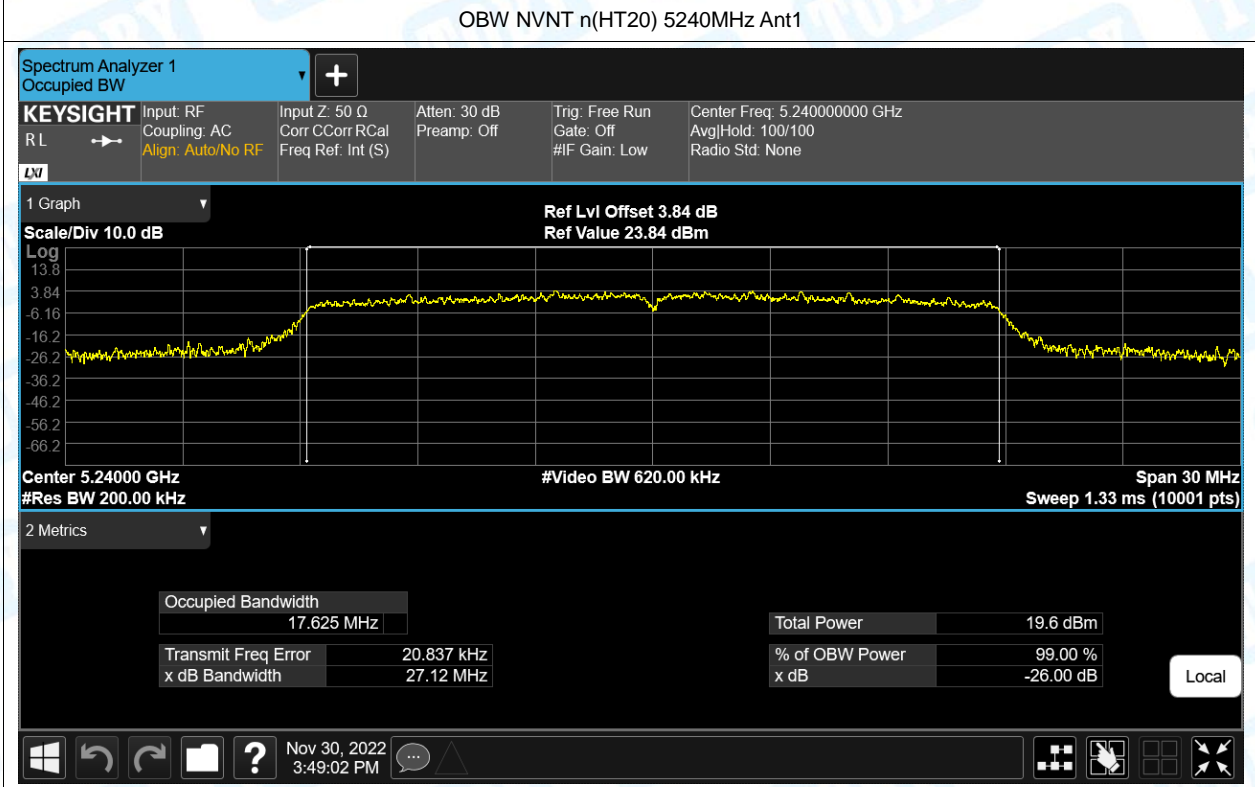 OBW NVNT n(HT20) 5240MHz Ant1
Spectrum Analyzer 1
Occupied BW
KEYSIGHT
R L
LXI
Input: RF
Coupling: AC
Align: Auto/No RF
Input Z: 50 Ω
Corr CCorr RCal
Freq Ref: Int (S)
Atten: 30 dB
Preamp: Off
Trig: Free Run
Gate: Off
#IF Gain: Low
Center Freq: 5.240000000 GHz
Avg|Hold: 100/100
Radio Std: None
1 Graph
Scale/Div 10.0 dB
Ref Lvl Offset 3.84 dB
Ref Value 23.84 dBm
Log
13.8
3.84
-6.16
-16.2
-26.2
-36.2
-46.2
-56.2
-66.2
Center 5.24000 GHz
#Video BW 620.00 kHz
Span 30 MHz
#Res BW 200.00 kHz
Sweep 1.33 ms (10001 pts)
2 Metrics
Occupied Bandwidth
17.625 MHz
Total Power 19.6 dBm
Transmit Freq Error 20.837 kHz
% of OBW Power 99.00 %
x dB Bandwidth 27.12 MHz
x dB -26.00 dB
Local
Nov 30, 2022
3:49:02 PM